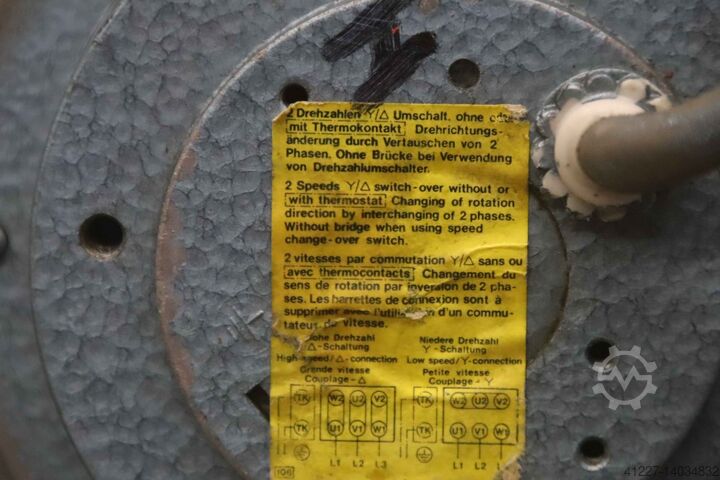 2 Drehzahlen Y/△ Umschalt. ohne oder
mit Thermokontakt Drehrichtungs-
änderung durch Vertauschen von 2
Phasen. Ohne Brücke bei Verwendung
von Drehzahlumschalter.
2 Speeds Y/△ switch-over without or
with thermostat Changing of rotation
direction by interchanging of 2 phases.
Without bridge when using speed
change-over switch.
2 vitesses par commutation Y/△ sans ou
avec thermocontacts Changement du
sens de rotation par inversion de 2 pha-
ses. Les barrettes de connexion sont à
supprimer avec l'utilisation d'un commu-
tateur de vitesse.
Hohe Drehzahl Niedere Drehzahl
△-Schaltung Y-Schaltung
High speed/△-connection Low speed/Y-connection
Grande vitesse Petite vitesse
Couplage-△ Couplage-Y
TK W2 U2 V2 TK W2 U2 V2
TK U1 V1 W1 TK U1 V1 W1
L1 L2 L3 L1 L2
106
41227-14034832